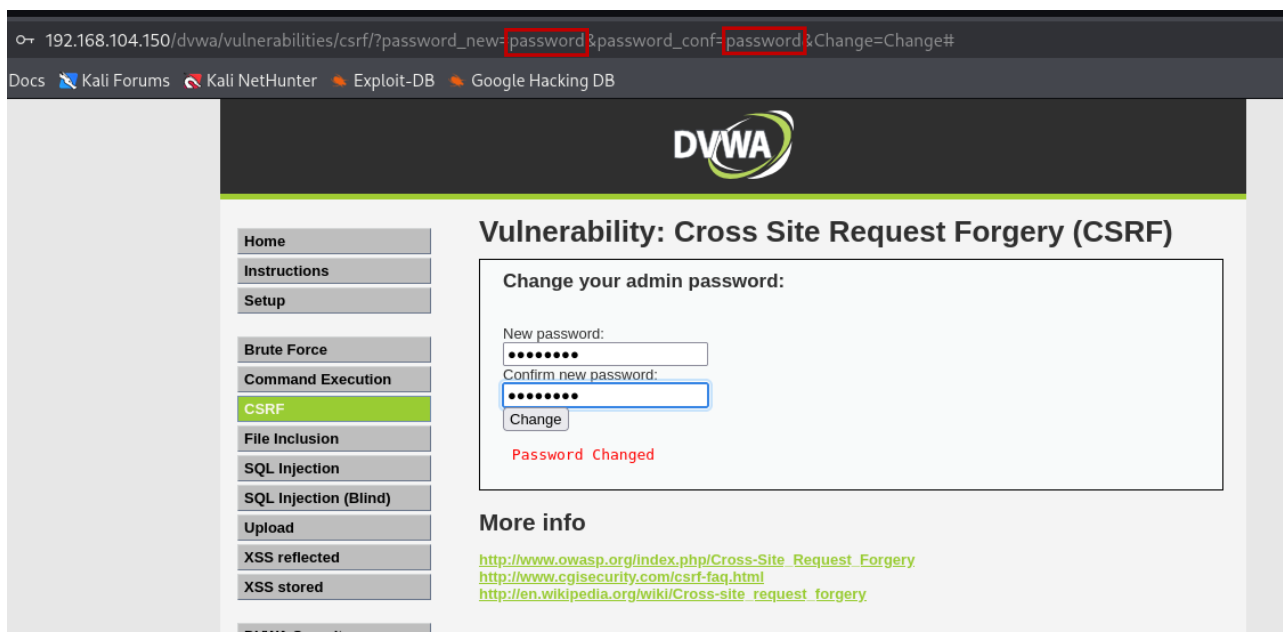 192.168.104.150/dvwa/vulnerabilities/csrf/?password_new=password&password_conf=password&Change=Change#
Docs Kali Forums Kali NetHunter Exploit-DB Google Hacking DB
DVWA
Home
Instructions
Setup
Brute Force
Command Execution
CSRF
File Inclusion
SQL Injection
SQL Injection (Blind)
Upload
XSS reflected
XSS stored
Vulnerability: Cross Site Request Forgery (CSRF)
Change your admin password:
New password:
••••••••
Confirm new password:
••••••••
Change
Password Changed
More info
http://www.owasp.org/index.php/Cross-Site_Request_Forgery
http://www.cgisecurity.com/csrf-faq.html
http://en.wikipedia.org/wiki/Cross-site_request_forgery